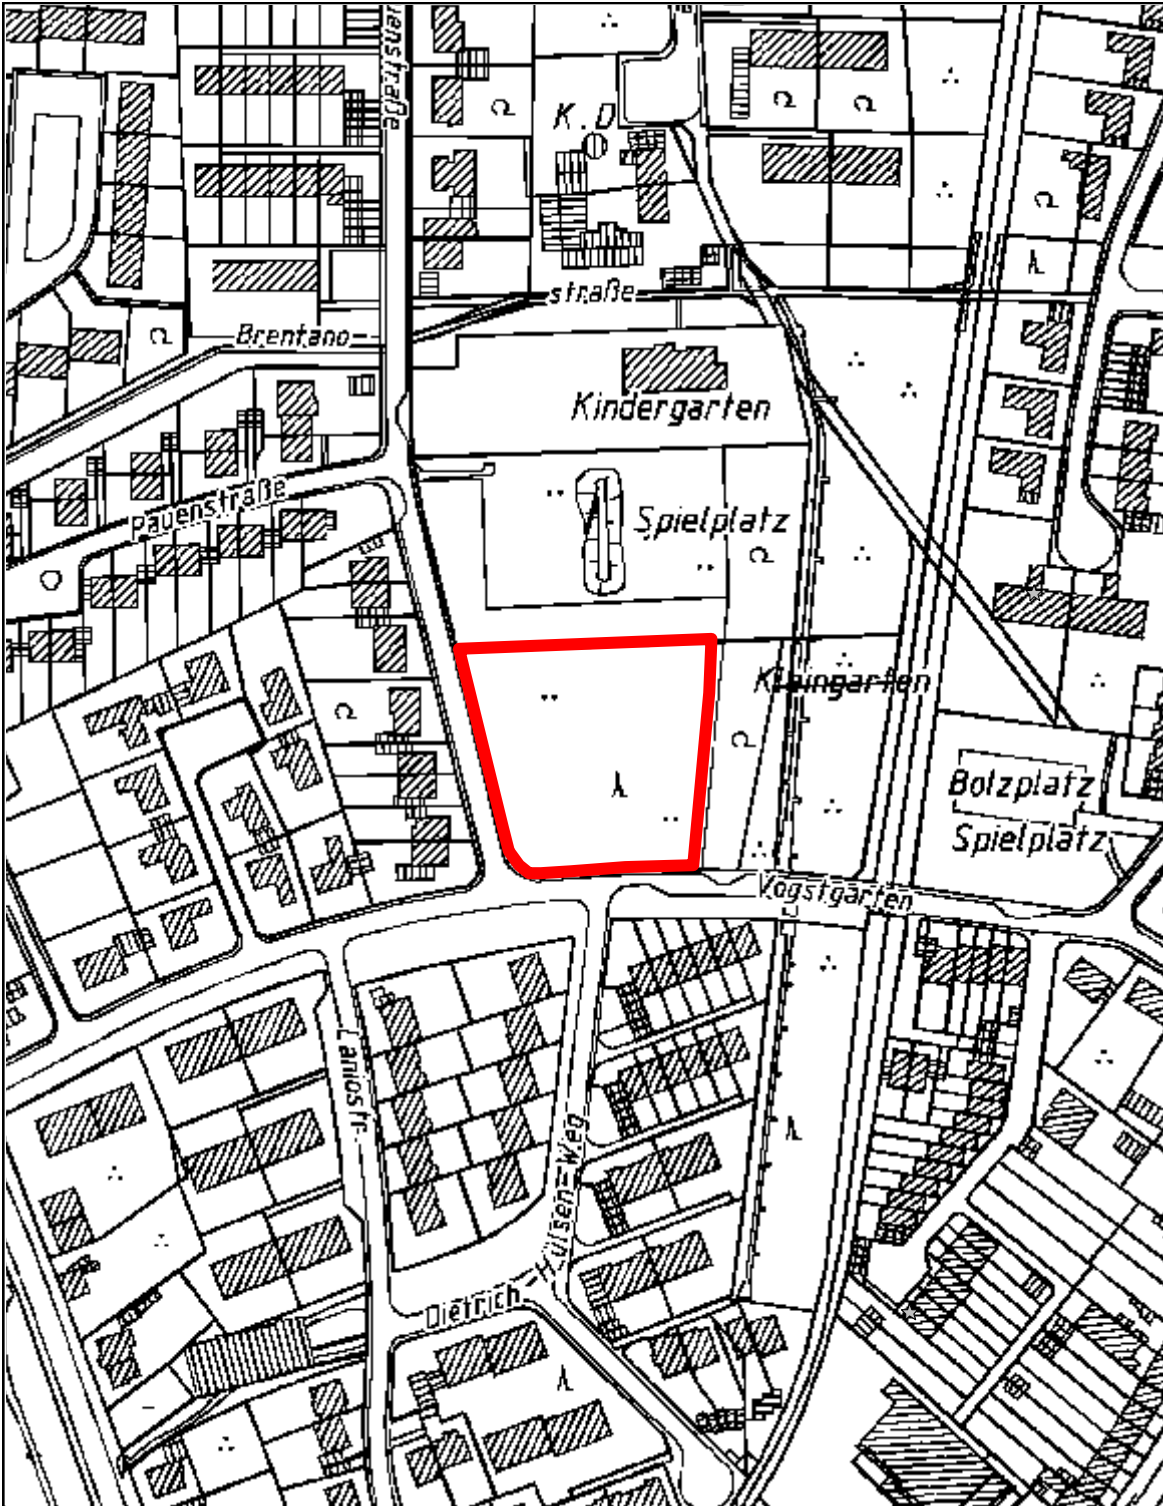 K.D
straße
Brentano-
Kindergarten
Pauenstraße
Spielplatz
Kleingarten
Bolzplatz
Spielplatz
Vogstgarten
Laniostr.
Dietrich-Hülsen-Weg